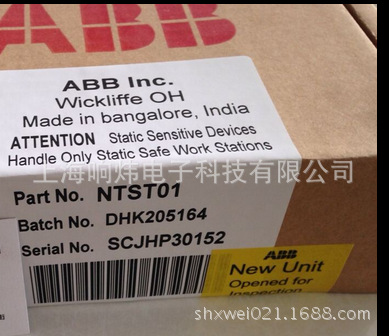 ABB
ABB Inc.
Wickliffe OH
Made in bangalore, India
ATTENTION Static Sensitive Devices
Handle Only Static Safe Work Stations
上海晌炜电子科技有限公司
Part No. NTST01
Batch No. DHK205164
Serial No. SCJHP30152
ABB
New Unit
Opened for
Inspection
shxwei021.1688.com